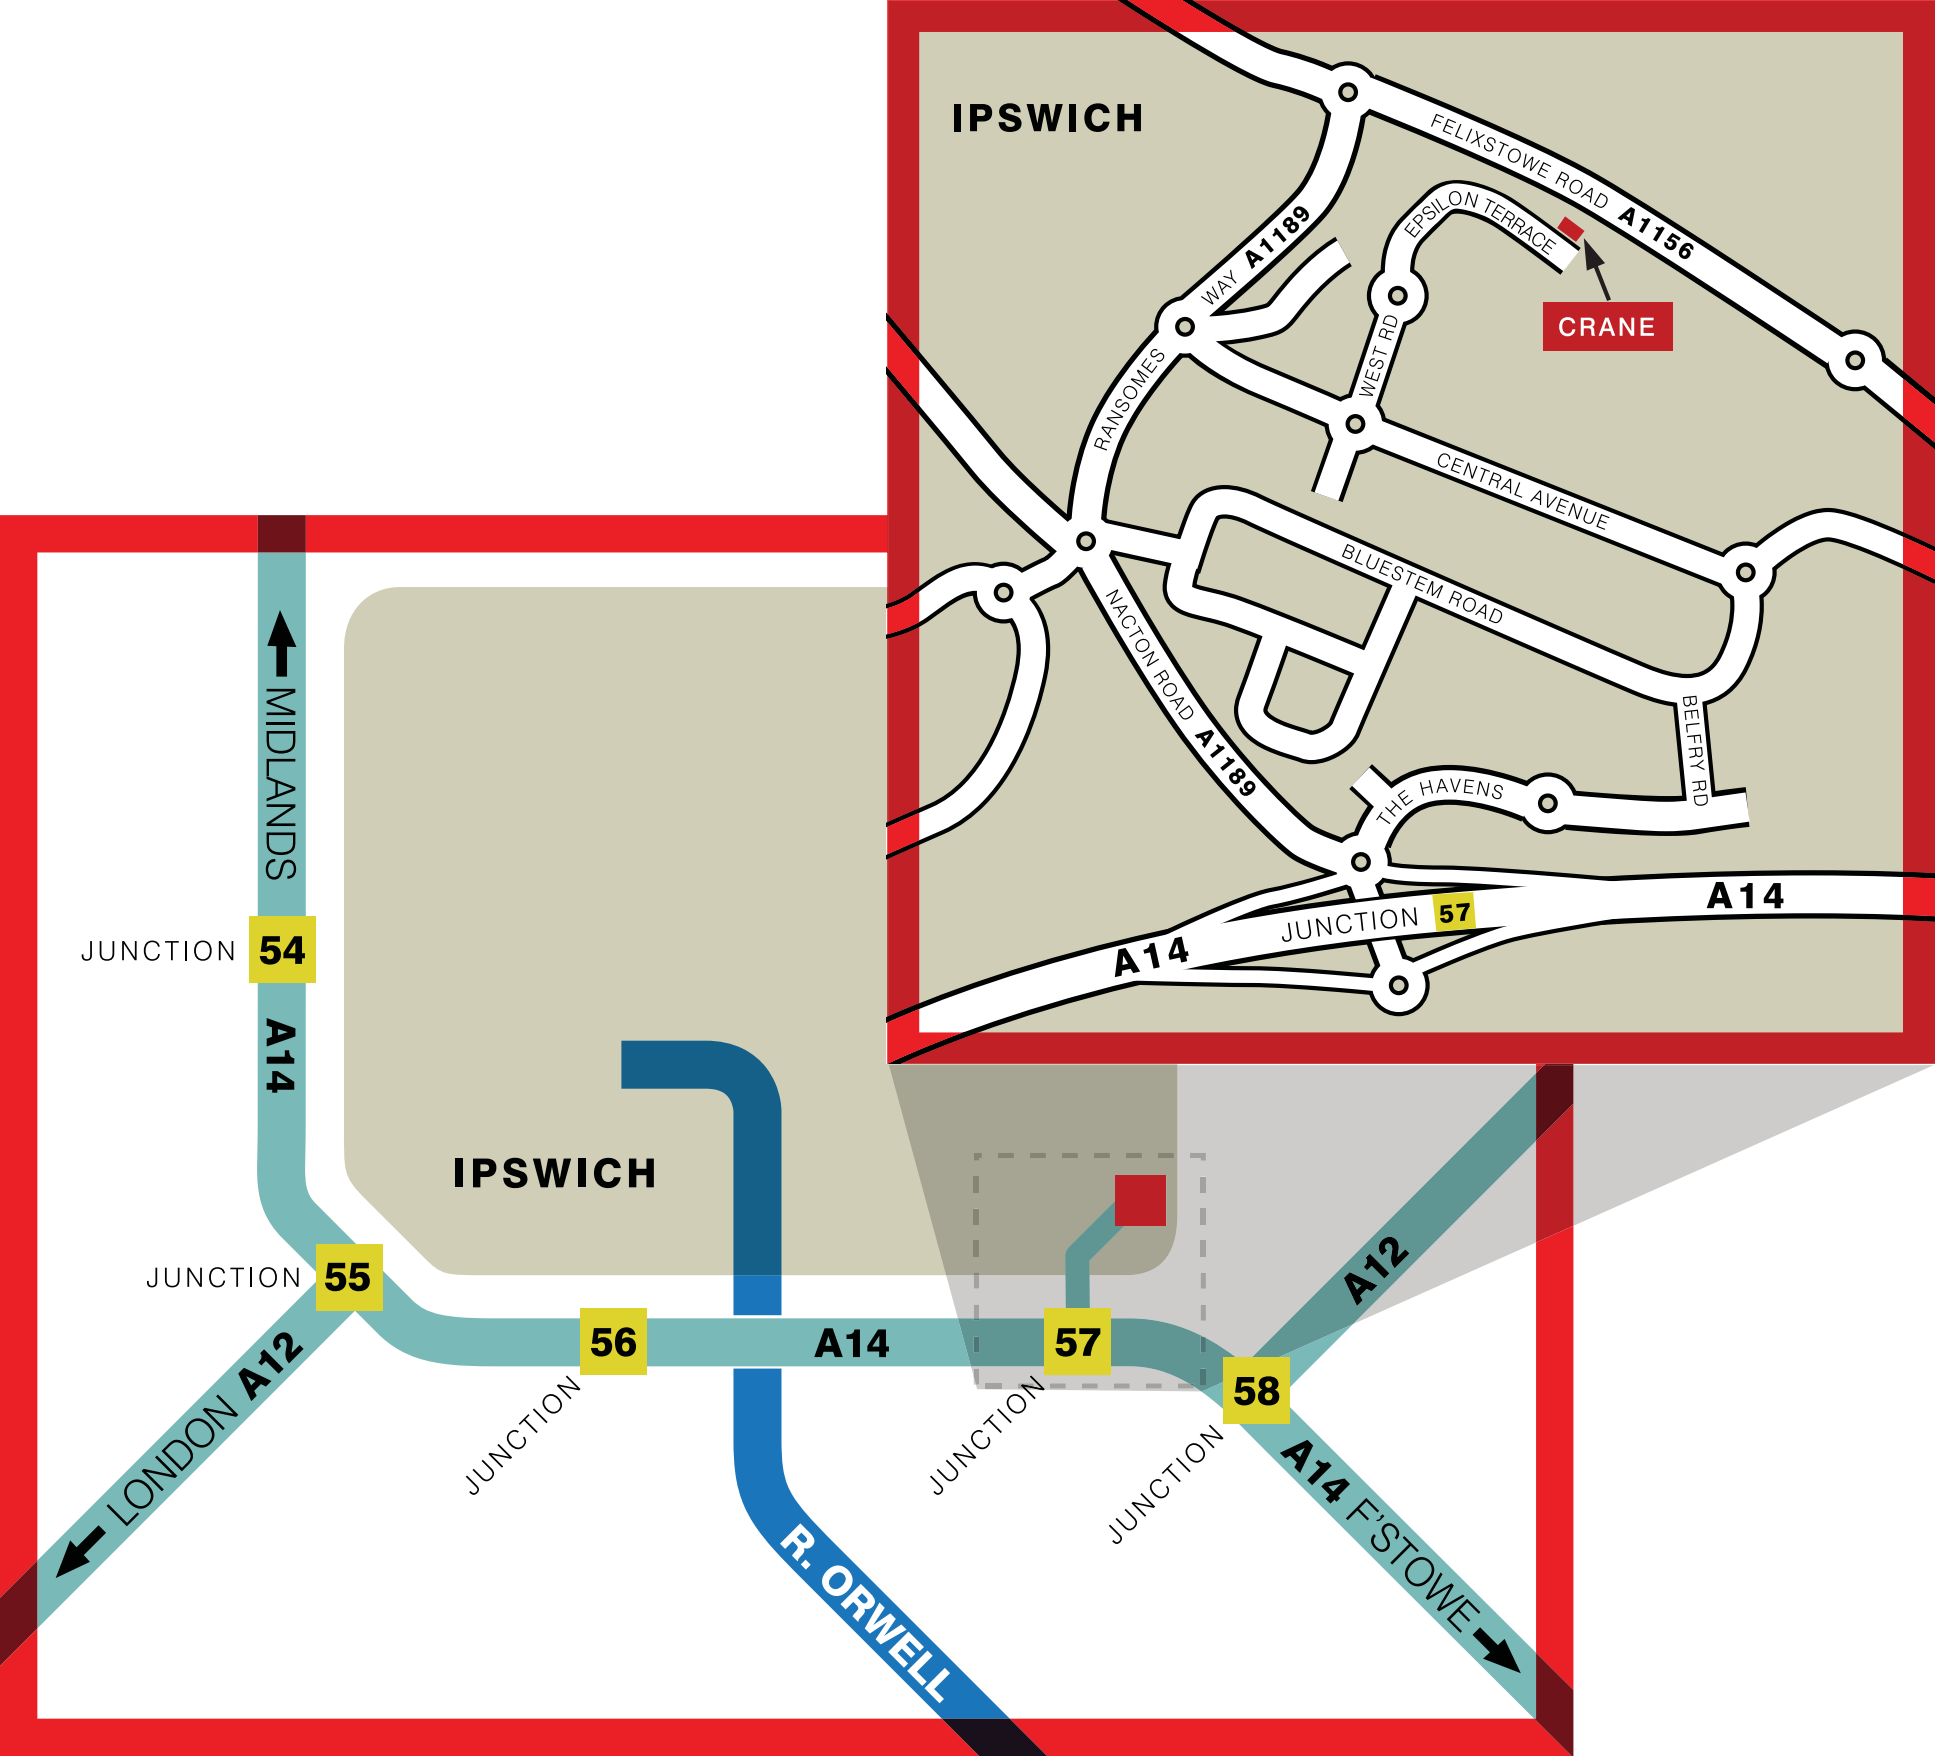 IPSWICH
FELIXSTOWE ROAD A1156
EPSILON TERRACE
CRANE
RANSOMES WAY A1189
WEST RD
CENTRAL AVENUE
BLUESTEM ROAD
NACTON ROAD A1189
BELFRY RD
THE HAVENS
A14
JUNCTION 57
A14
MIDLANDS
JUNCTION 54
A14
IPSWICH
JUNCTION 55
A12
LONDON A12
JUNCTION 56
A14
JUNCTION 57
JUNCTION 58
A14 F'STOWE
R. ORWELL